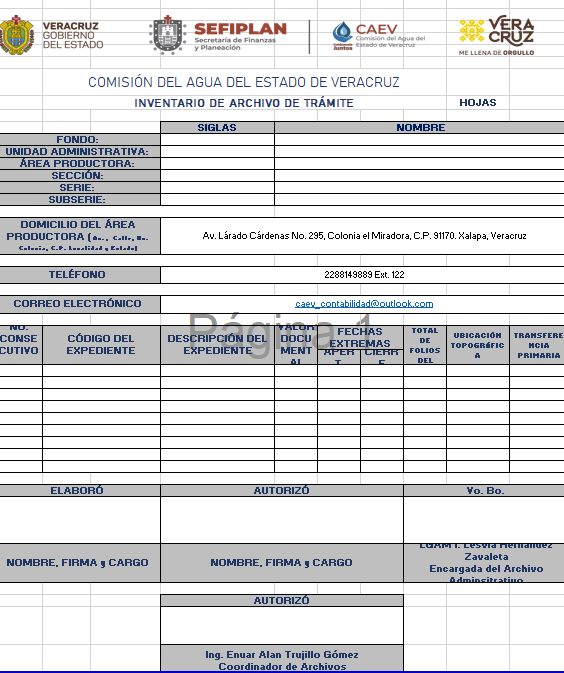 VERACRUZ
GOBIERNO
DEL ESTADO
SEFIPLAN
Secretaría de Finanzas
y Planeación
CAEV
Comisión del Agua del
Estado de Veracruz
VERA
CRUZ
ME LLENA DE ORGULLO
COMISIÓN DEL AGUA DEL ESTADO DE VERACRUZ
INVENTARIO DE ARCHIVO DE TRÁMITE
HOJAS
SIGLAS NOMBRE
FONDO:
UNIDAD ADMINISTRATIVA:
ÁREA PRODUCTORA:
SECCIÓN:
SERIE:
SUBSERIE:
DOMICILIO DEL ÁREA
PRODUCTORA (Av., Calle, No.
Colonia, C.P. Localidad y Estado)
Av. Lárado Cárdenas No. 295, Colonia el Miradora, C.P. 91170. Xalapa, Veracruz
TELÉFONO
2288149889 Ext. 122
CORREO ELECTRÓNICO
caev_contabilidad@outlook.com
Página 1
NO.
CONSE
CUTIVO
CÓDIGO DEL
EXPEDIENTE
DESCRIPCIÓN DEL
EXPEDIENTE
VALOR
DOCU
MENT
AL
FECHAS
EXTREMAS
APER
T
CIERR
E
TOTAL
DE
FOLIOS
DEL
UBICACIÓN
TOPOGRÁFIC
A
TRANSFERE
NCIA
PRIMARIA
ELABORÓ AUTORIZÓ Vo. Bo.
NOMBRE, FIRMA y CARGO
NOMBRE, FIRMA y CARGO
Lesvia Hernández
Zavaleta
Encargada del Archivo
Adminsitrativo
AUTORIZÓ
Ing. Enuar Alan Trujillo Gómez
Coordinador de Archivos